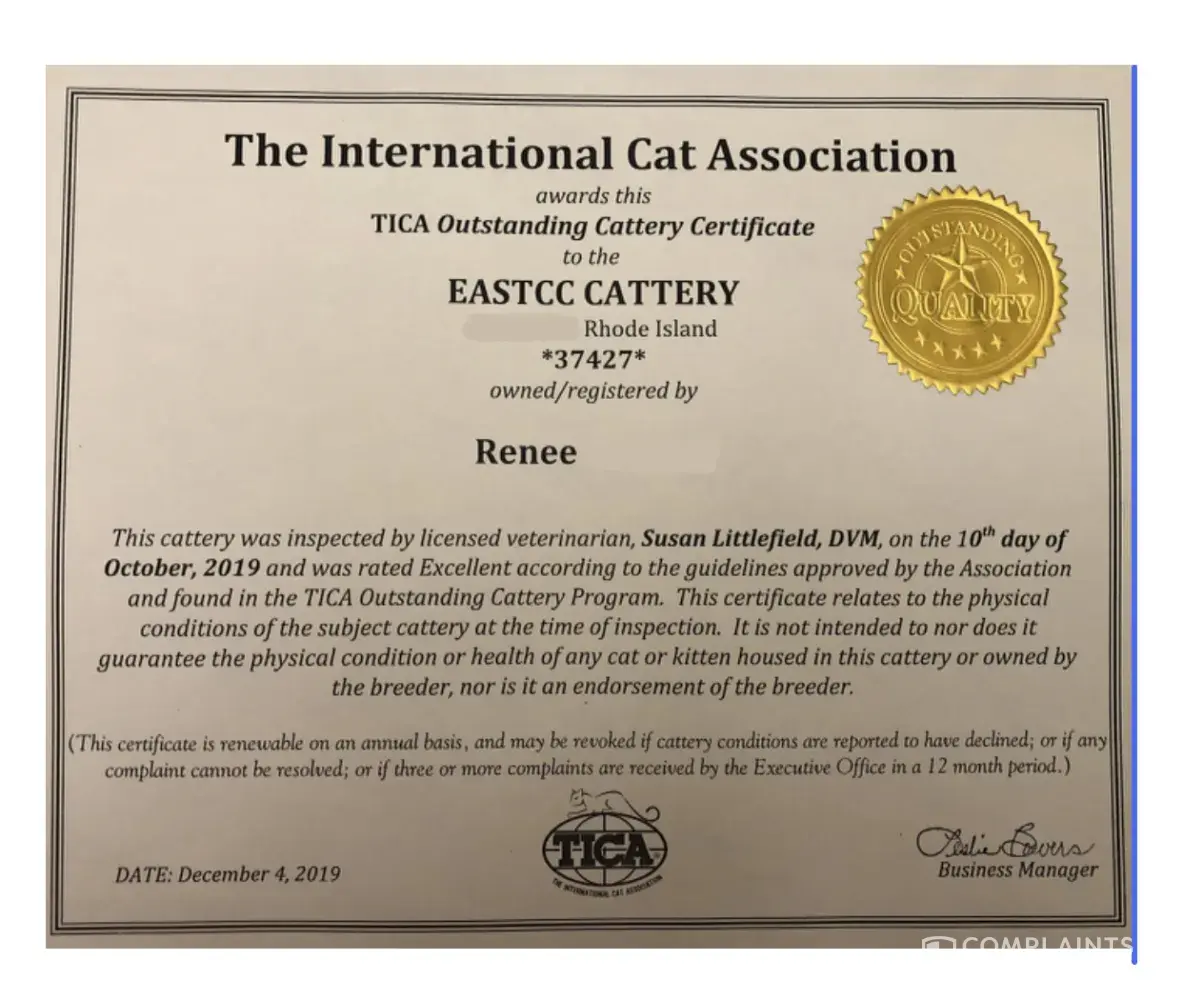 The International Cat Association
awards this
TICA Outstanding Cattery Certificate
to the
EASTCC CATTERY
Rhode Island
*37427*
owned/registered by
Renee
OUTSTANDING
QUALITY
This cattery was inspected by licensed veterinarian, Susan Littlefield, DVM, on the 10th day of
October, 2019 and was rated Excellent according to the guidelines approved by the Association
and found in the TICA Outstanding Cattery Program. This certificate relates to the physical
conditions of the subject cattery at the time of inspection. It is not intended to nor does it
guarantee the physical condition or health of any cat or kitten housed in this cattery or owned by
the breeder, nor is it an endorsement of the breeder.
(This certificate is renewable on an annual basis, and may be revoked if cattery conditions are reported to have declined; or if any
complaint cannot be resolved; or if three or more complaints are received by the Executive Office in a 12 month period.)
TICA
THE INTERNATIONAL CAT ASSOCIATION
Leslie Bowers
Business Manager
DATE: December 4, 2019
COMPLAINTS